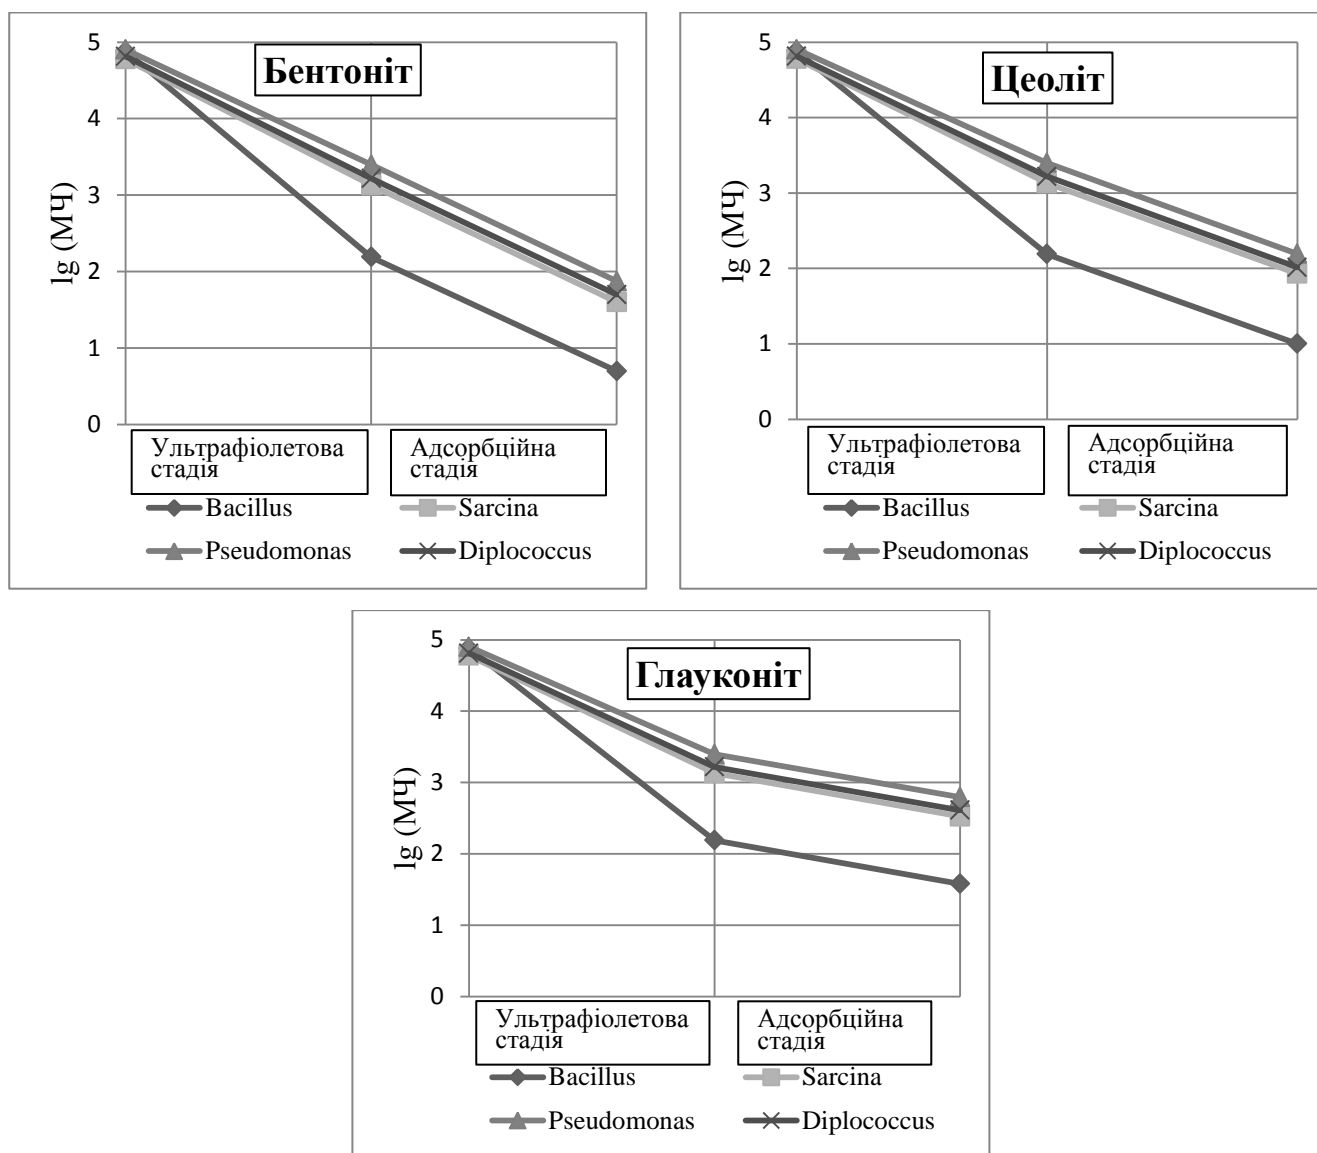 Бентоніт
5
4
3
2
1
0
lg (МЧ)
Ультрафіолетова
стадія
Адсорбційна
стадія
Bacillus
Sarcina
Pseudomonas
Diplococcus
Цеоліт
5
4
3
2
1
0
lg (МЧ)
Ультрафіолетова
стадія
Адсорбційна
стадія
Bacillus
Sarcina
Pseudomonas
Diplococcus
Глауконіт
5
4
3
2
1
0
lg (МЧ)
Ультрафіолетова
стадія
Адсорбційна
стадія
Bacillus
Sarcina
Pseudomonas
Diplococcus